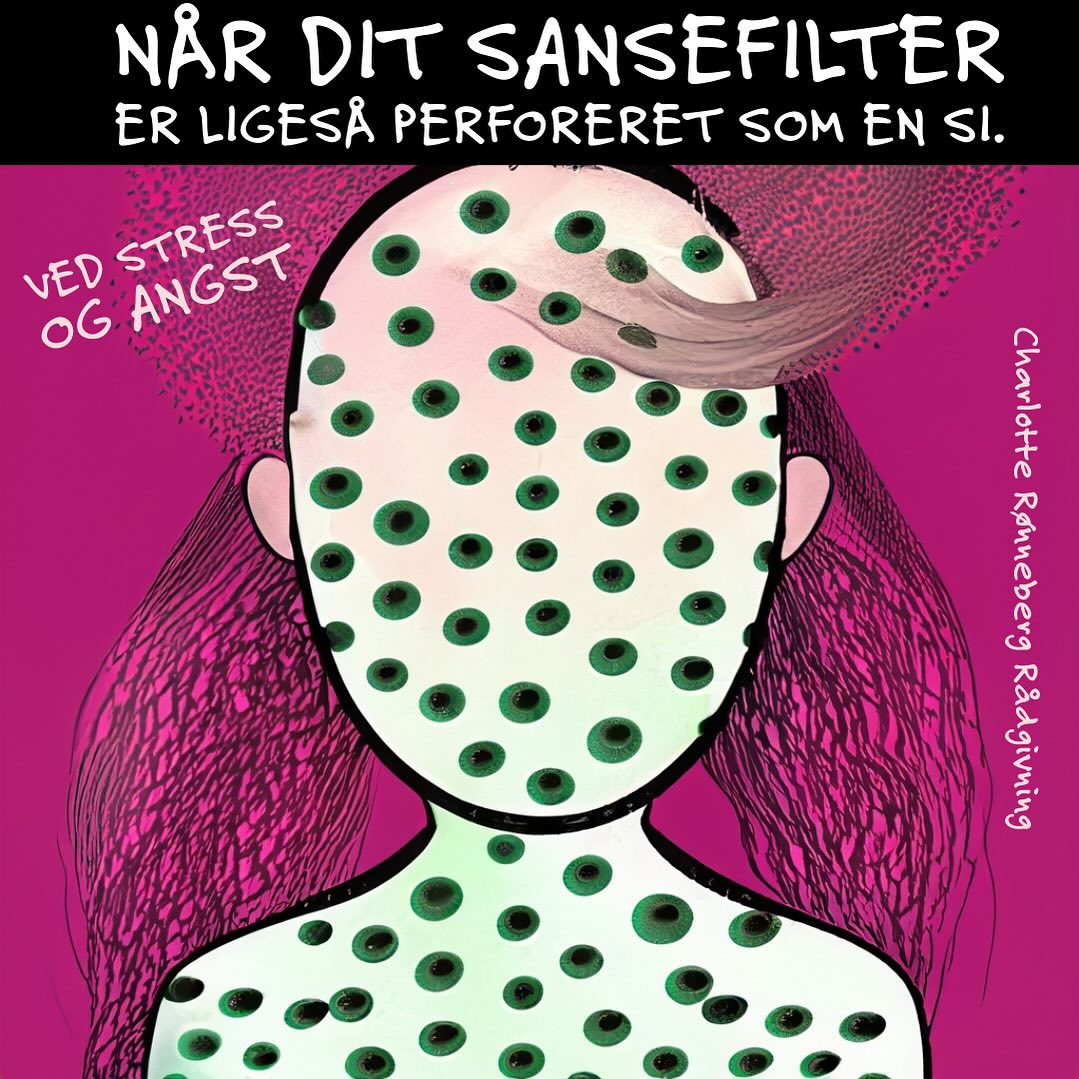 NÅR DIT SANSEFILTER
ER LIGESÅ PERFORERET SOM EN SI.
VED STRESS
OG ANGST
Charlotte Rønneberg Rådgivning